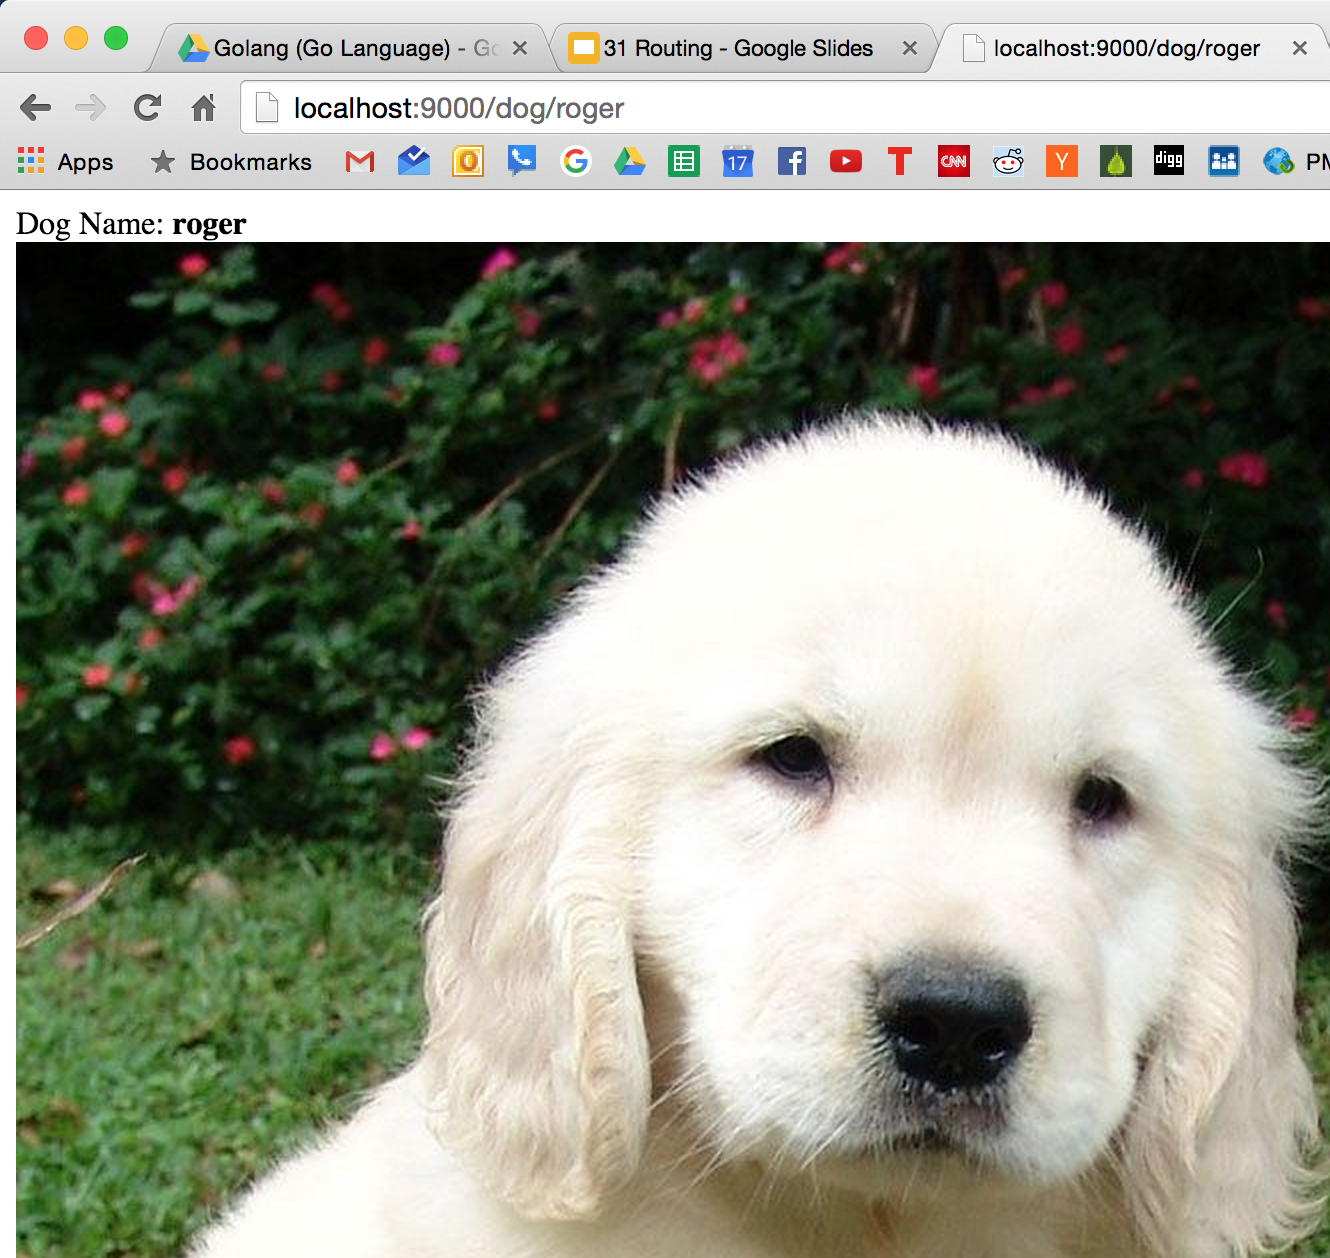 Golang (Go Language) - Go
31 Routing - Google Slides
localhost:9000/dog/roger
localhost:9000/dog/roger
Apps
Bookmarks
17
CNN
Y
digg
PM
Dog Name: roger